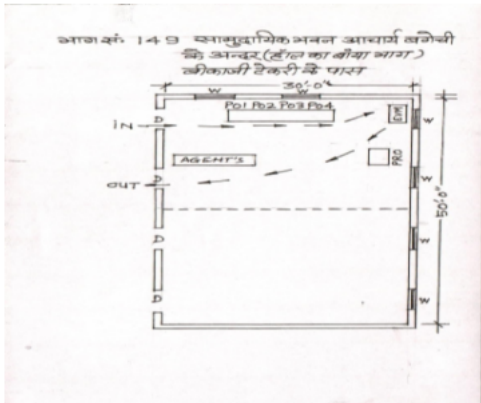 भाग सं. 149 सामुदायिक भवन आचार्य बगेची
के अन्दर (हॉल का बाँया भाग)
बीकाजी टेकरी के पास
30'-0"
W W
PO1 PO2 PO3 PO4
EVM
D
IN
W
AGENT'S
PRO
D
OUT
W
50'-0"
D
W
D
W